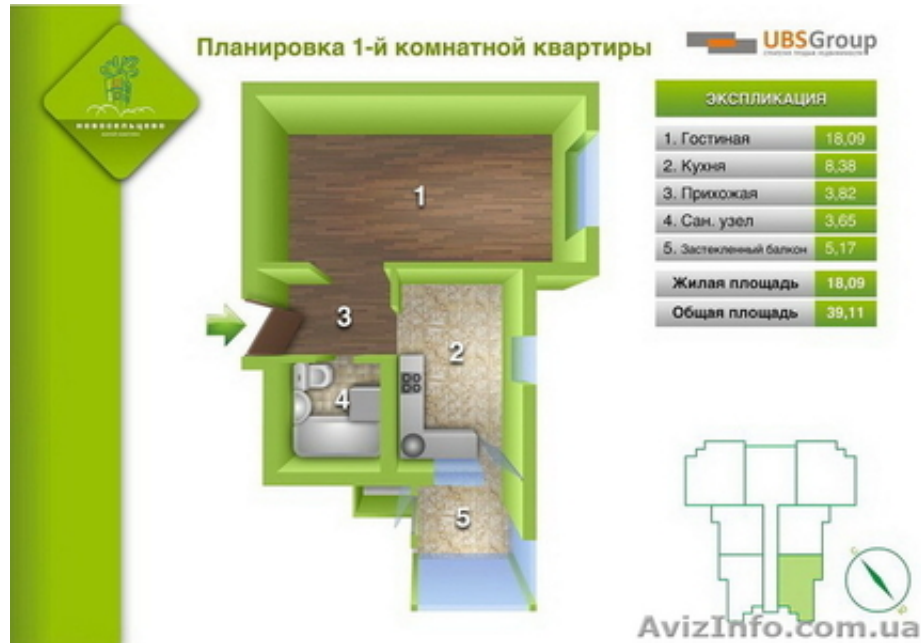 Планировка 1-й комнатной квартиры
UBSGroup
НОВОСЕЛЬЦЕВО
ЭКСПЛИКАЦИЯ
1. Гостиная 18,09
2. Кухня 8,38
3. Прихожая 3,82
4. Сан. узел 3,65
5. Застекленный балкон 5,17
Жилая площадь 18,09
Общая площадь 39,11
1
3
2
4
5
AvizInfo.com.ua